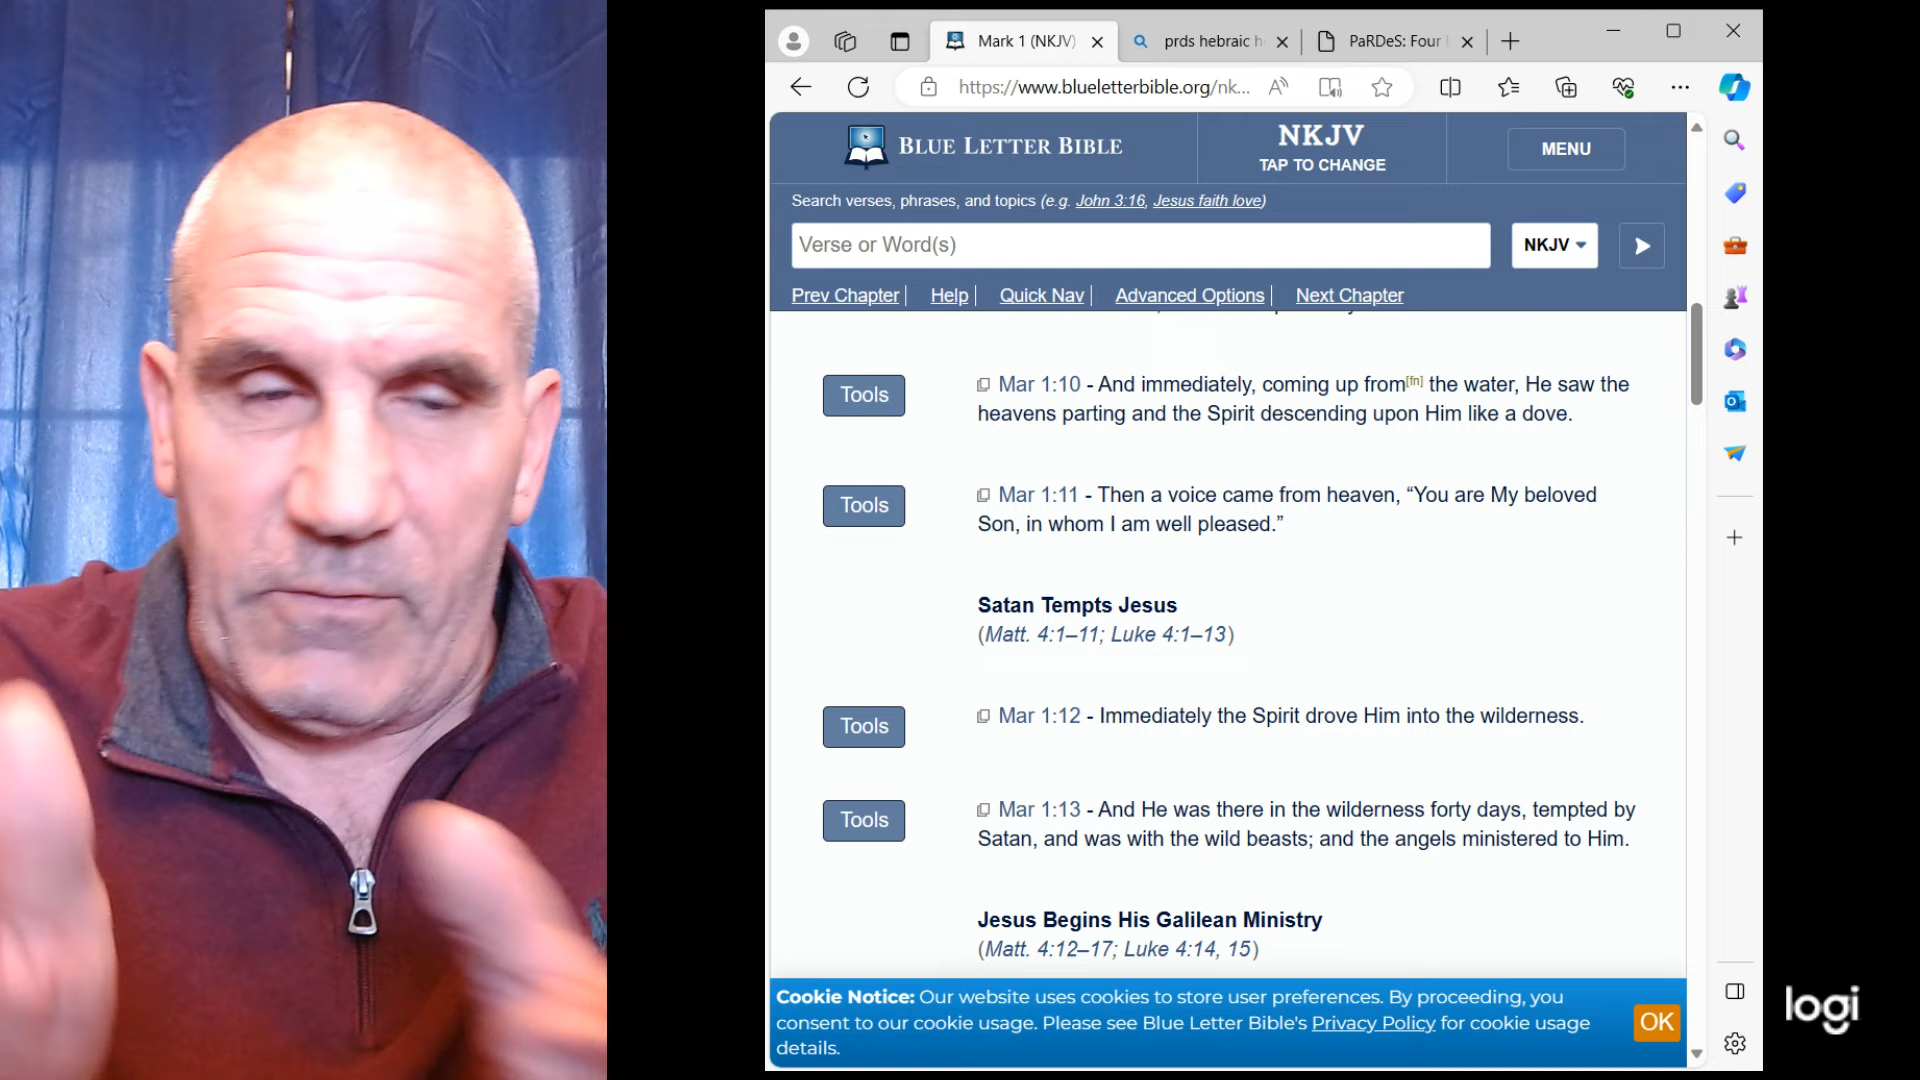 Mark 1 (NKJV)
prds hebraic h
PaRDeS: Four
https://www.blueletterbible.org/nk...
BLUE LETTER BIBLE
NKJV
TAP TO CHANGE
MENU
Search verses, phrases, and topics (e.g. John 3:16, Jesus faith love)
Verse or Word(s)
NKJV
Prev Chapter | Help | Quick Nav | Advanced Options | Next Chapter
Tools
Mar 1:10 - And immediately, coming up from[fn] the water, He saw the
heavens parting and the Spirit descending upon Him like a dove.
Tools
Mar 1:11 - Then a voice came from heaven, “You are My beloved
Son, in whom I am well pleased.”
Satan Tempts Jesus
(Matt. 4:1–11; Luke 4:1–13)
Tools
Mar 1:12 - Immediately the Spirit drove Him into the wilderness.
Tools
Mar 1:13 - And He was there in the wilderness forty days, tempted by
Satan, and was with the wild beasts; and the angels ministered to Him.
Jesus Begins His Galilean Ministry
(Matt. 4:12–17; Luke 4:14, 15)
Cookie Notice: Our website uses cookies to store user preferences. By proceeding, you
consent to our cookie usage. Please see Blue Letter Bible's Privacy Policy for cookie usage
details.
OK
logi